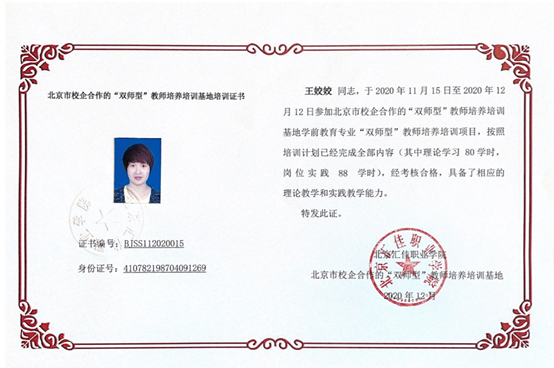 北京市校企合作的“双师型”教师培养培训基地培训证书
证书编号：BJSS112020015
身份证号：410782198704091269
王姣姣 同志，于 2020 年 11 月 15 日至 2020 年 12
月 12 日参加北京市校企合作的“双师型”教师培养培训
基地学前教育专业“双师型”教师培养培训项目，按照
培训计划已经完成全部内容（其中理论学习 80 学时，
岗位实践 88 学时），经考核合格，具备了相应的
理论教学和实践教学能力。
特发此证。
北京汇佳职业学院
北京市校企合作的“双师型”教师培养培训基地
2020 年 12 月